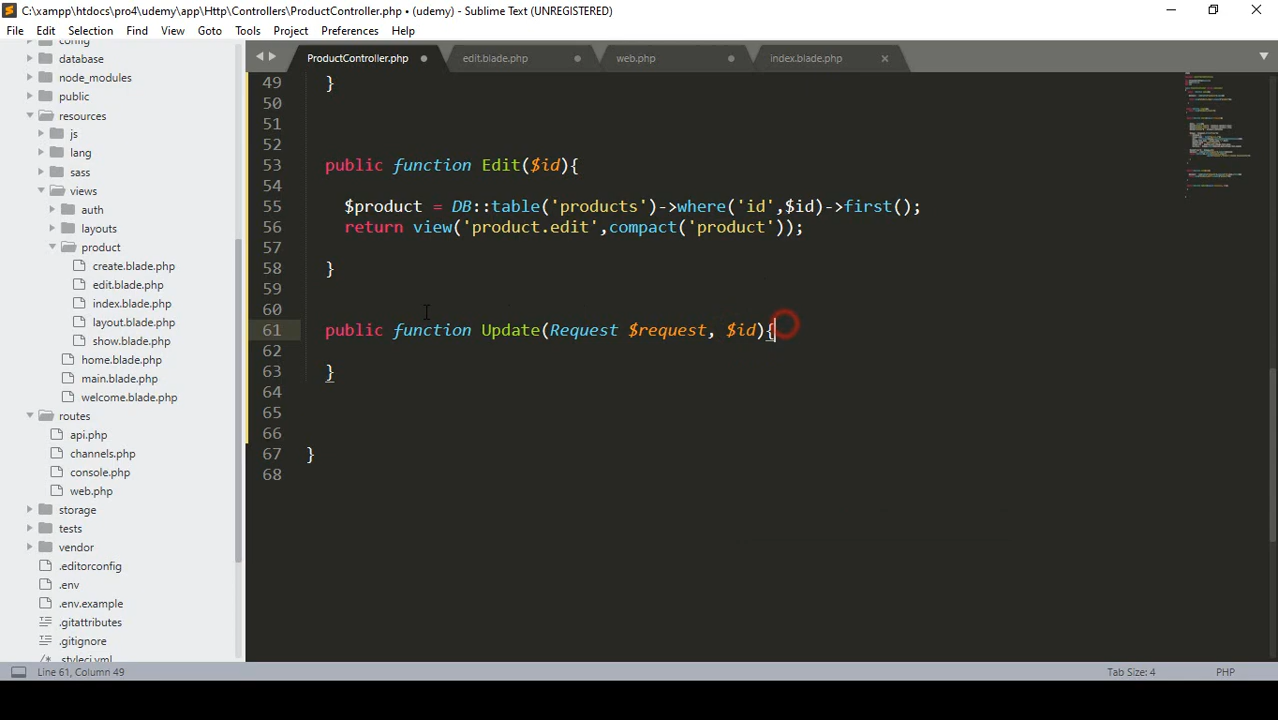 C:\xampp\htdocs\pro4\udemy\app\Http\Controllers\ProductController.php • (udemy) - Sublime Text (UNREGISTERED)
File Edit Selection Find View Goto Tools Project Preferences Help
config
database
node_modules
public
resources
js
lang
sass
views
auth
layouts
product
create.blade.php
edit.blade.php
index.blade.php
layout.blade.php
show.blade.php
home.blade.php
main.blade.php
welcome.blade.php
routes
api.php
channels.php
console.php
web.php
storage
tests
vendor
.editorconfig
.env
.env.example
.gitattributes
.gitignore
.styleci.yml
ProductController.php edit.blade.php web.php index.blade.php
49 }
50
51
52
53 public function Edit($id){
54
55 $product = DB::table('products')->where('id',$id)->first();
56 return view('product.edit',compact('product'));
57
58 }
59
60
61 public function Update(Request $request, $id){
62
63 }
64
65
66
67 }
68
Line 61, Column 49 Tab Size: 4 PHP